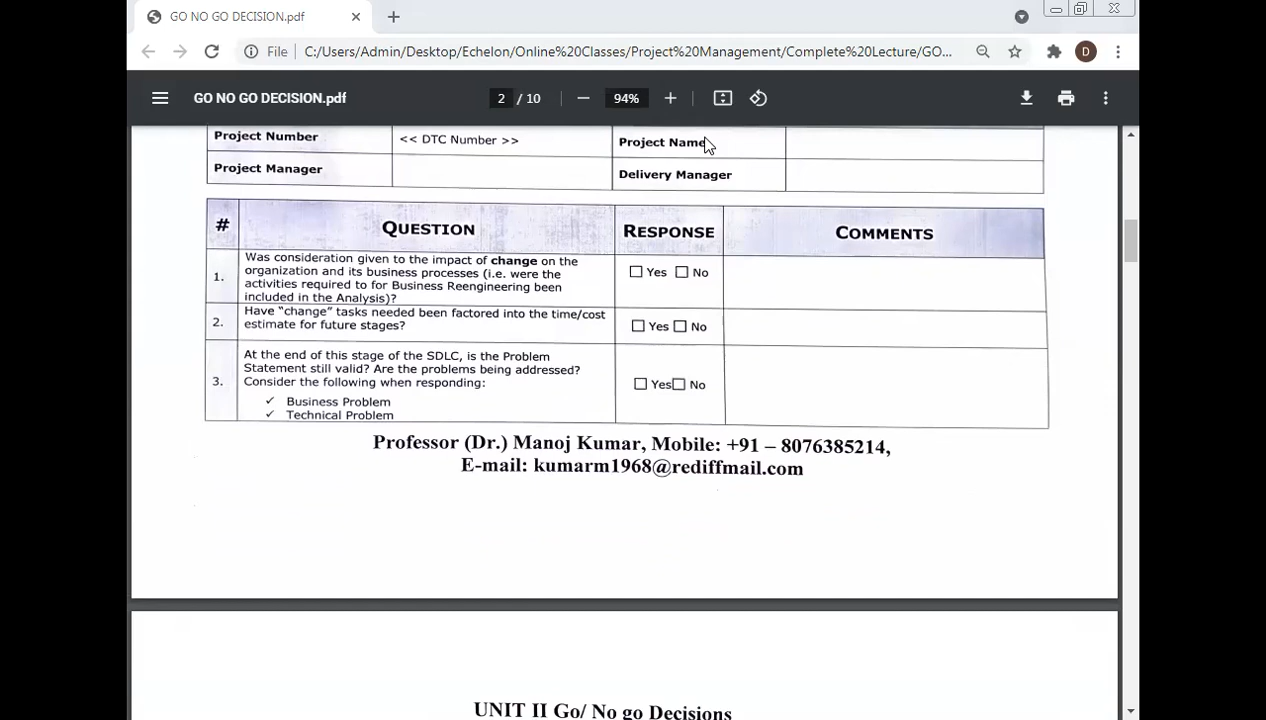 GO NO GO DECISION.pdf
File C:/Users/Admin/Desktop/Echelon/Online%20Classes/Project%20Management/Complete%20Lecture/GO...
D
GO NO GO DECISION.pdf 2 / 10 94%
Project Number << DTC Number >> Project Name
Project Manager Delivery Manager
# QUESTION RESPONSE COMMENTS
1. Was consideration given to the impact of change on the
organization and its business processes (i.e. were the
activities required to for Business Reengineering been
included in the Analysis)?
Yes No
2. Have "change" tasks needed been factored into the time/cost
estimate for future stages?
Yes No
3. At the end of this stage of the SDLC, is the Problem
Statement still valid? Are the problems being addressed?
Consider the following when responding:
✓ Business Problem
✓ Technical Problem
Yes No
Professor (Dr.) Manoj Kumar, Mobile: +91 – 8076385214,
E-mail: kumarm1968@rediffmail.com
UNIT II Go/ No go Decisions